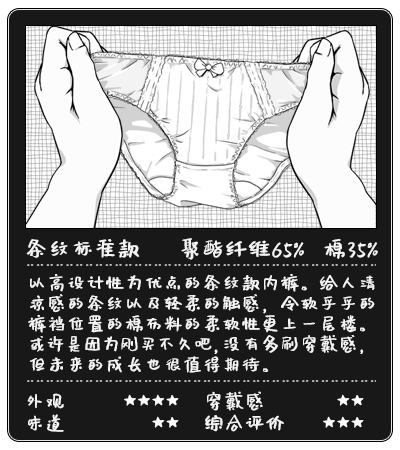 条纹标准款 聚酯纤维65% 棉35%
以高设计性为优点的条纹款内裤。给人清
凉感的条纹以及轻柔的触感，令软乎乎的
裤裆位置的棉布料的柔软性更上一层楼。
或许是因为刚买不久吧，没有多刷穿戴感，
但未来的成长也很值得期待。
外观 ★★★★ 穿戴感 ★★
味道 ★★ 综合评价 ★★★